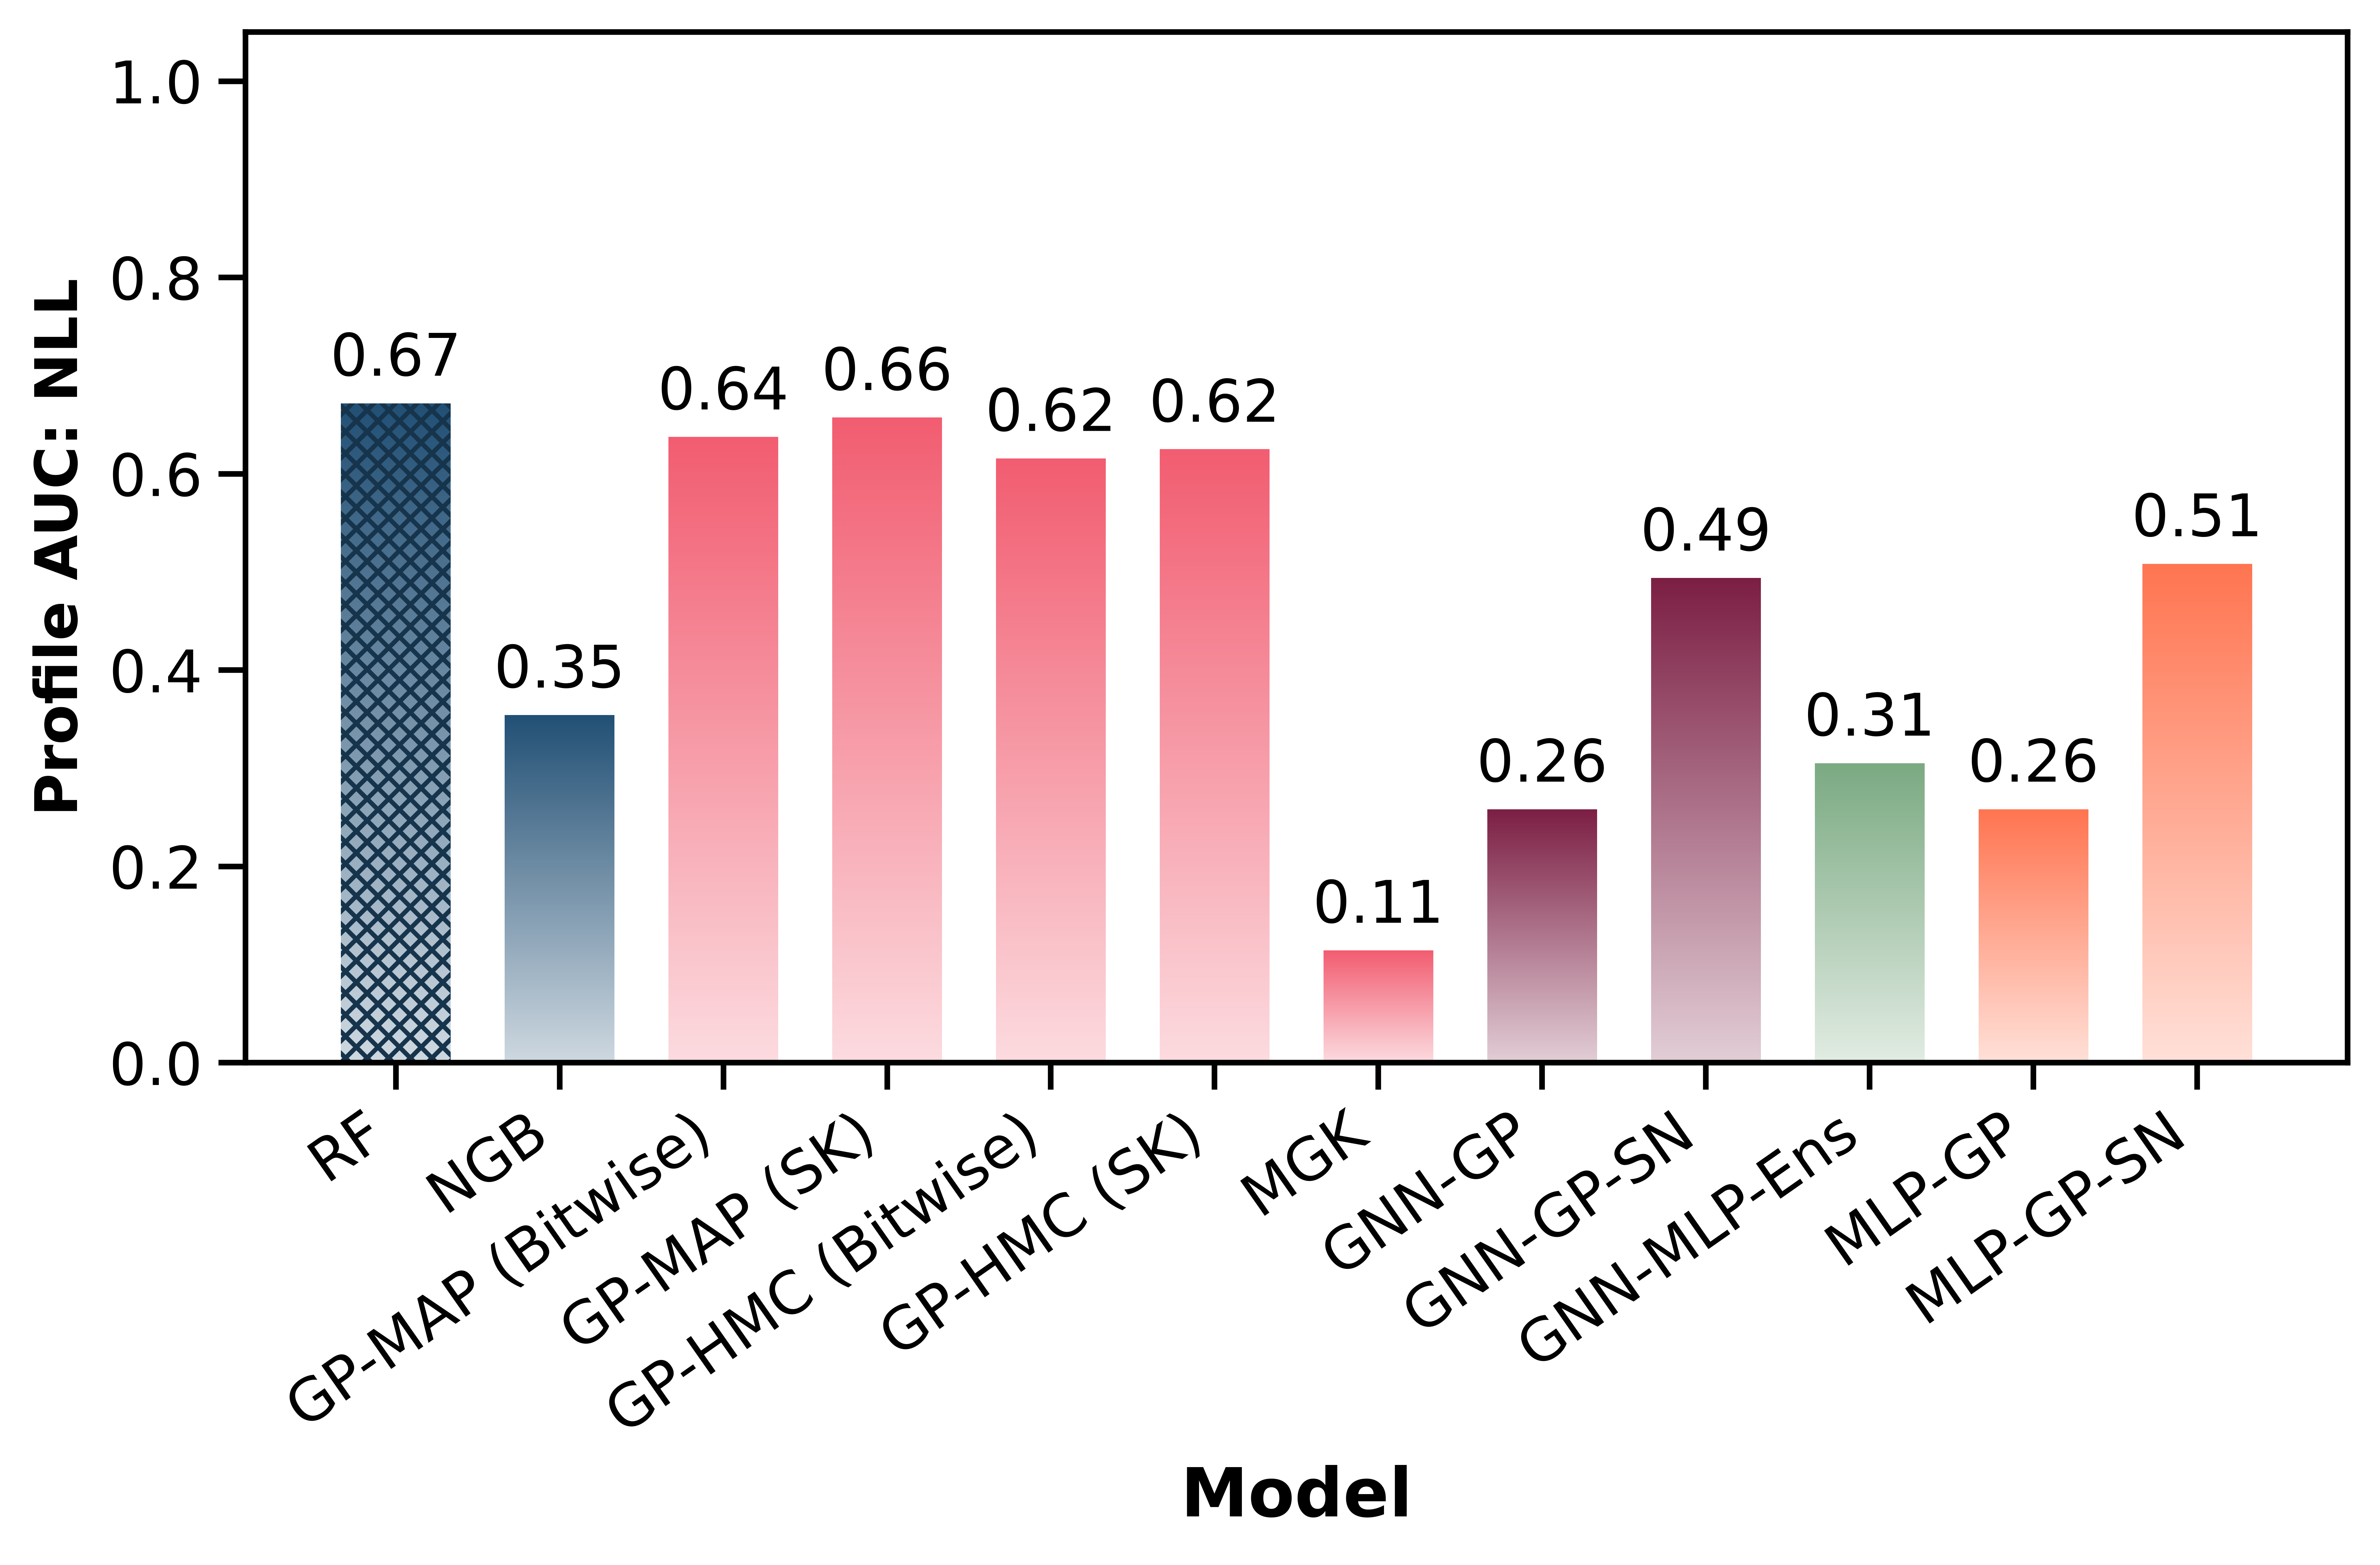 Profile AUC: NLL
1.0
0.8
0.6
0.4
0.2
0.0
0.67
0.35
0.64
0.66
0.62
0.62
0.11
0.26
0.49
0.31
0.26
0.51
RF
NGB
GP-MAP (Bitwise)
GP-MAP (SK)
GP-HMC (Bitwise)
GP-HMC (SK)
MGK
GNN-GP
GNN-GP-SN
GNN-MLP-Ens
MLP-GP
MLP-GP-SN
Model